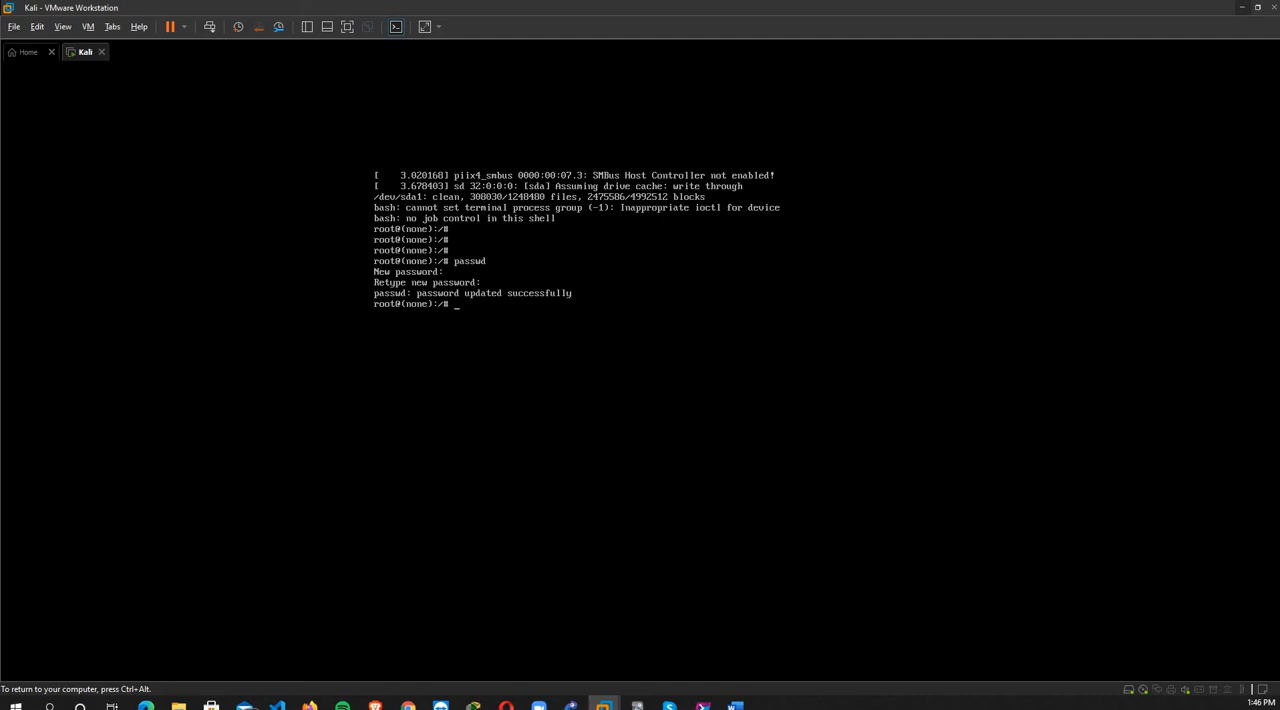 Kali - VMware Workstation
File Edit View VM Tabs Help
Home Kali
[    3.020168] piix4_smbus 0000:00:07.3: SMBus Host Controller not enabled!
[    3.678403] sd 32:0:0:0: [sda] Assuming drive cache: write through
/dev/sda1: clean, 308030/1248480 files, 2475586/4992512 blocks
bash: cannot set terminal process group (-1): Inappropriate ioctl for device
bash: no job control in this shell
root@(none):/#
root@(none):/#
root@(none):/#
root@(none):/# passwd
New password:
Retype new password:
passwd: password updated successfully
root@(none):/# _
To return to your computer, press Ctrl+Alt.
1:46 PM